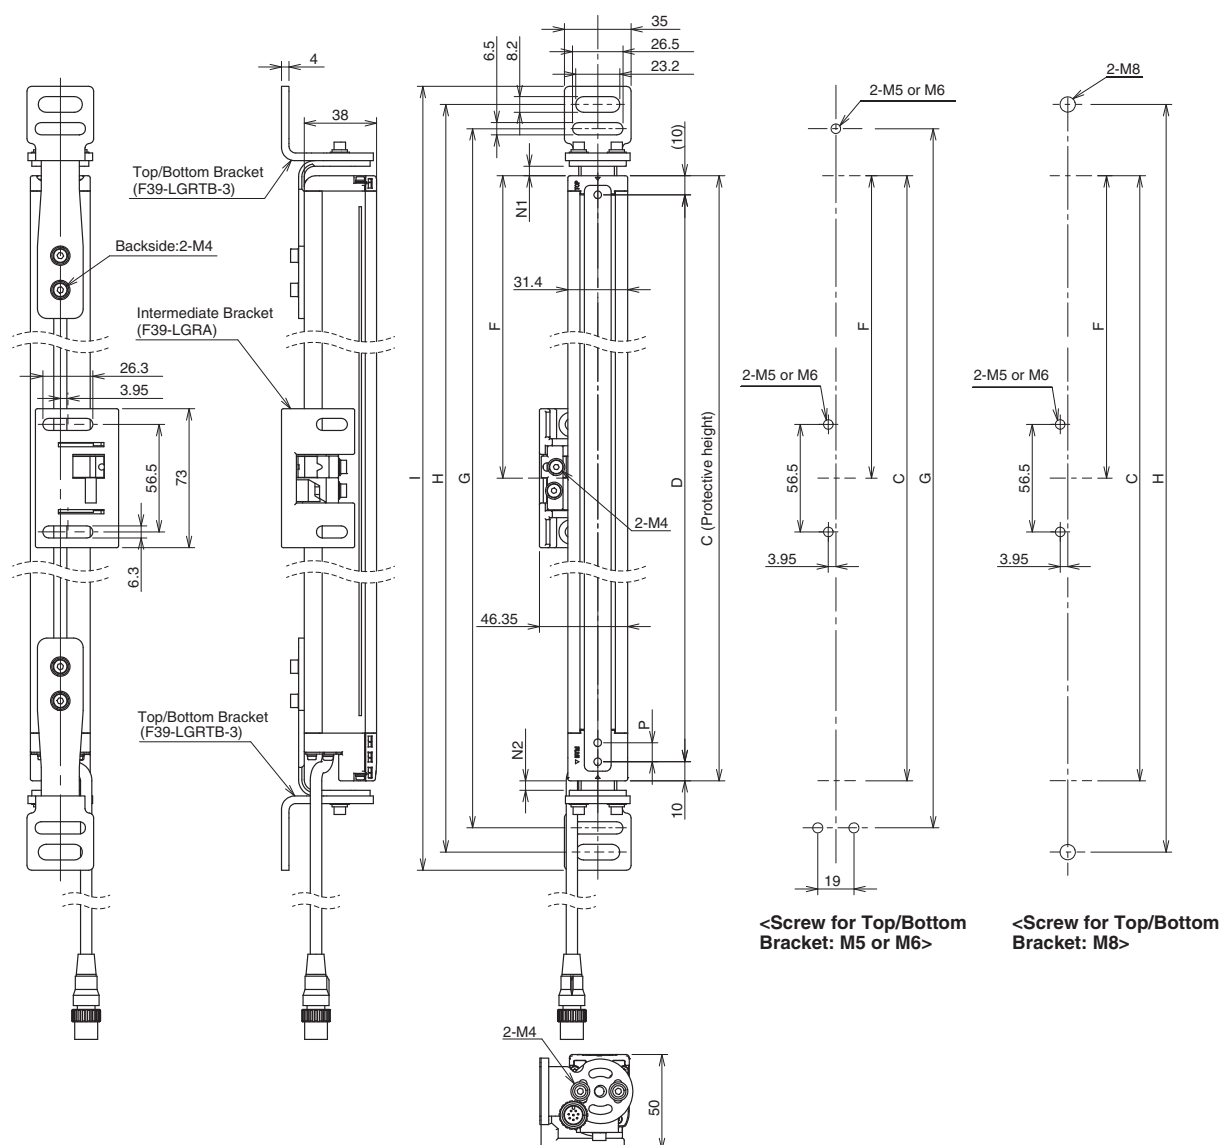 35
26.5
23.2
6.5
8.2
4
38
2-M5 or M6
2-M8
(10)
Top/Bottom Bracket
(F39-LGRTB-3)
N1
Backside:2-M4
31.4
F
F
F
Intermediate Bracket
(F39-LGRA)
26.3
3.95
2-M5 or M6
2-M5 or M6
56.5
73
I
H
G
D
C (Protective height)
56.5
C
G
56.5
C
H
2-M4
6.3
3.95
3.95
46.35
Top/Bottom Bracket
(F39-LGRTB-3)
N2
P
10
19
<Screw for Top/Bottom
Bracket: M5 or M6>
<Screw for Top/Bottom
Bracket: M8>
2-M4
50